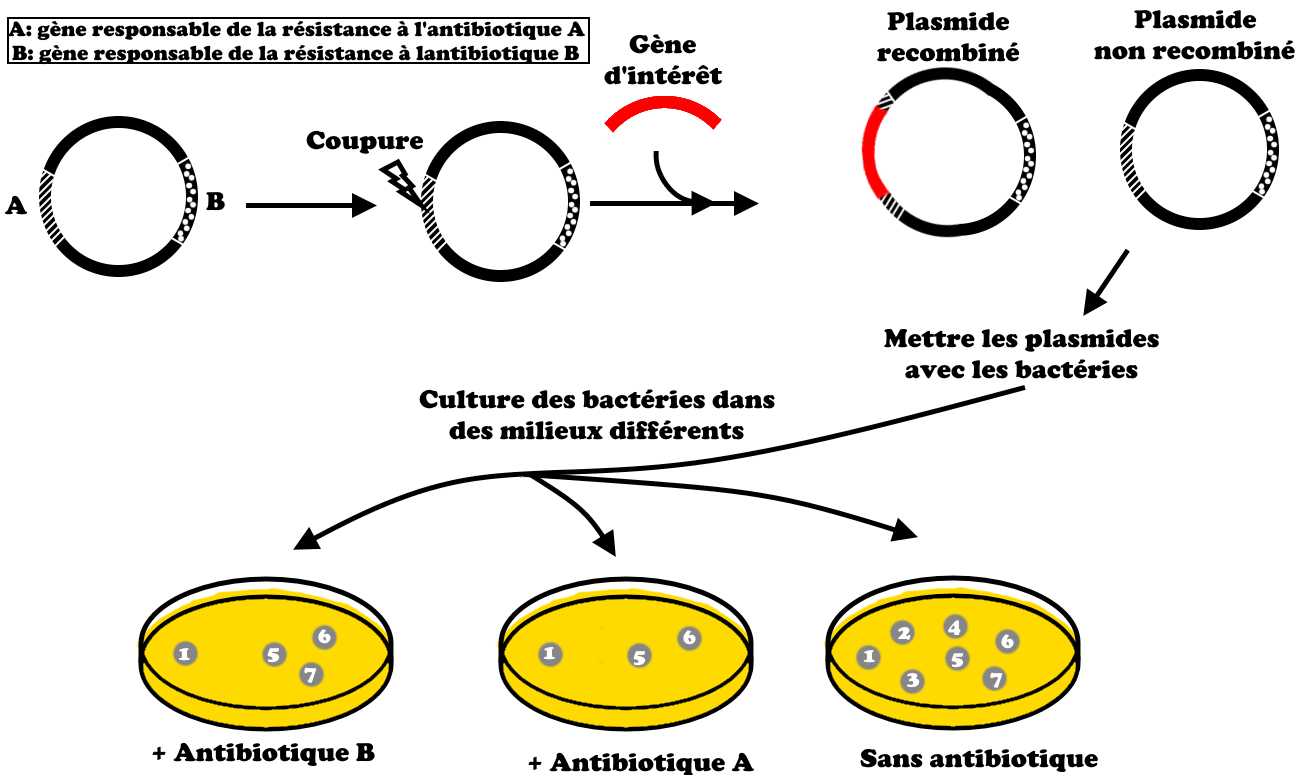 A: gène responsable de la résistance à l'antibiotique A
B: gène responsable de la résistance à lantibiotique B
Gène
d'intérêt
Plasmide
recombiné
Plasmide
non recombiné
Coupure
A
B
Mettre les plasmides
avec les bactéries
Culture des bactéries dans
des milieux différents
1
5
6
7
1
5
6
1
2
3
4
5
6
7
+ Antibiotique B
+ Antibiotique A
Sans antibiotique